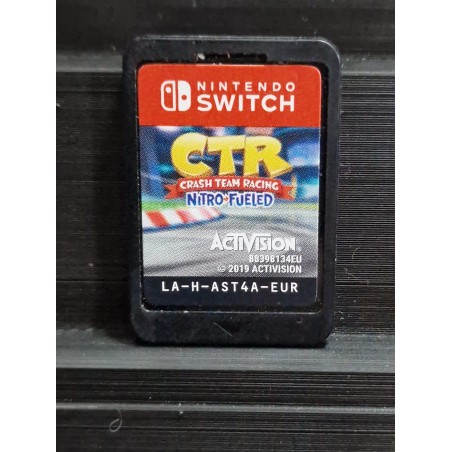 NINTENDO
SWITCH
CTR
CRASH TEAM RACING
NITRO-FUELED
ACTIVISION
88398134EU
© 2019 ACTIVISION
LA-H-AST4A-EUR